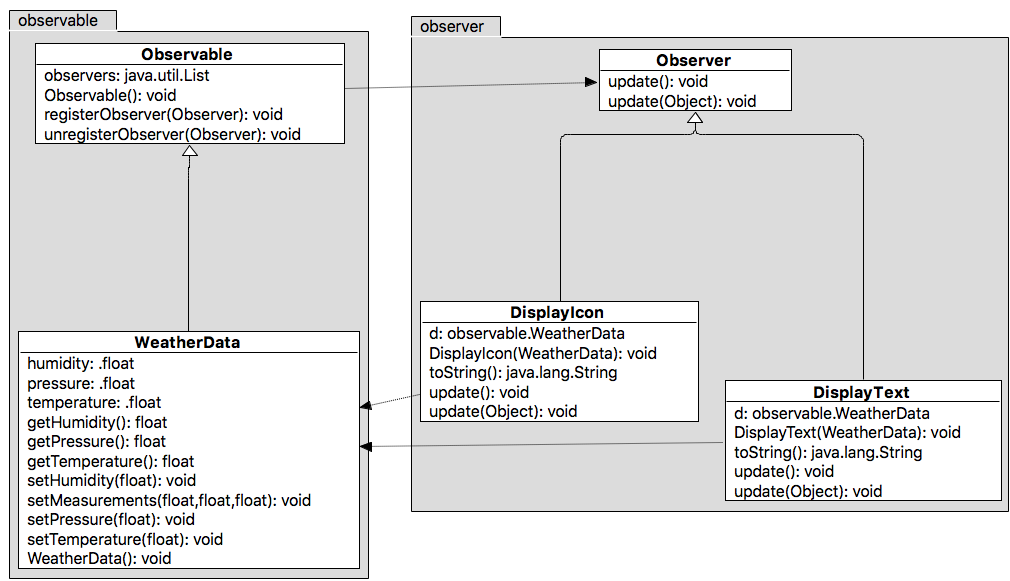 observable
Observable
observers: java.util.List
Observable(): void
registerObserver(Observer): void
unregisterObserver(Observer): void
WeatherData
humidity: .float
pressure: .float
temperature: .float
getHumidity(): float
getPressure(): float
getTemperature(): float
setHumidity(float): void
setMeasurements(float,float,float): void
setPressure(float): void
setTemperature(float): void
WeatherData(): void
observer
Observer
update(): void
update(Object): void
DisplayIcon
d: observable.WeatherData
DisplayIcon(WeatherData): void
toString(): java.lang.String
update(): void
update(Object): void
DisplayText
d: observable.WeatherData
DisplayText(WeatherData): void
toString(): java.lang.String
update(): void
update(Object): void